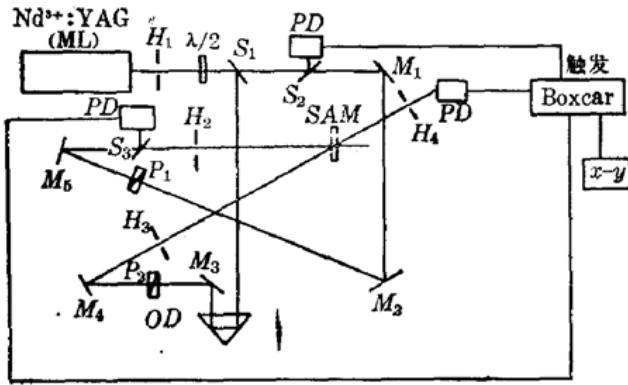 Nd³⁺:YAG
(ML)
H₁
λ/2
S₁
PD
S₂
M₁
触发
Boxcar
PD
H₄
x-y
PD
H₂
SAM
S₃
M₅
P₁
H₃
M₃
P₂
M₄
OD
M₂